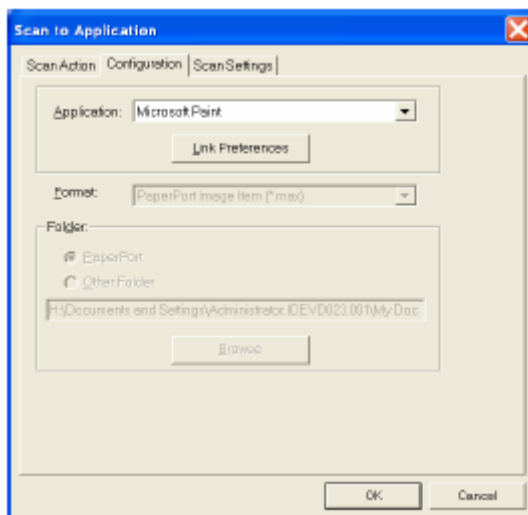 Scan to Application
Scan Action Configuration Scan Settings
Application: Microsoft Paint
Link Preferences
Format: PaperPort Image Item (*.max)
Folder:
PaperPort
Other Folder
H:\Documents and Settings\Administrator.IDEVD023.001\My Doc
Browse
OK Cancel